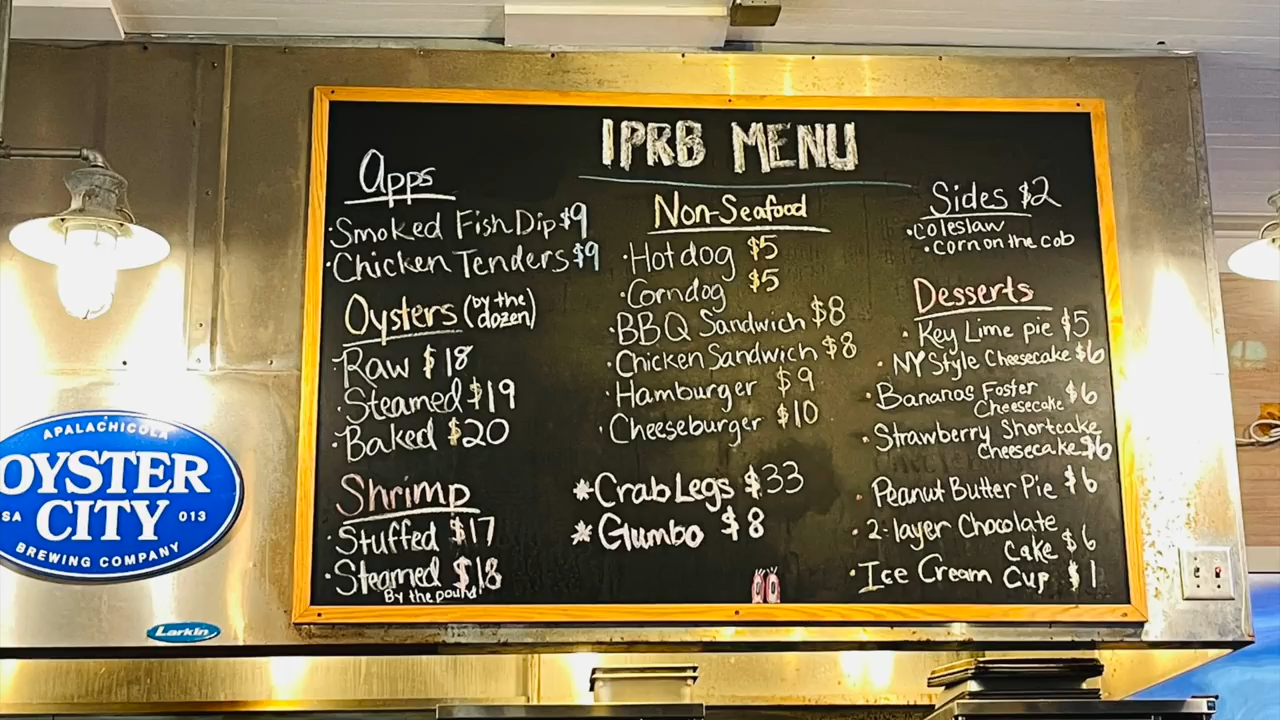 IPRB MENU
Apps
·Smoked Fish Dip $9
·Chicken Tenders $9
Oysters (by the dozen)
·Raw $18
·Steamed $19
·Baked $20
Shrimp
·Stuffed $17
·Steamed $18
By the pound
Non-Seafood
·Hotdog $5
·Corndog $5
·BBQ Sandwich $8
·Chicken Sandwich $8
·Hamburger $9
·Cheeseburger $10
*Crab Legs $33
*Gumbo $8
Sides $2
·Coleslaw
·Corn on the cob
Desserts
·Key Lime pie $5
·NY Style Cheesecake $6
·Bananas Foster
Cheesecake $6
·Strawberry Shortcake
Cheesecake $6
·Peanut Butter Pie $6
·2-layer Chocolate
Cake $6
·Ice Cream Cup $1
APALACHICOLA
OYSTER
CITY
USA 2013
BREWING COMPANY
Larkin